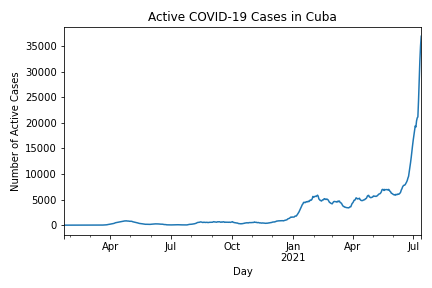 Active COVID-19 Cases in Cuba
Number of Active Cases
35000
30000
25000
20000
15000
10000
5000
0
Apr
Jul
Oct
Jan
2021
Apr
Jul
Day